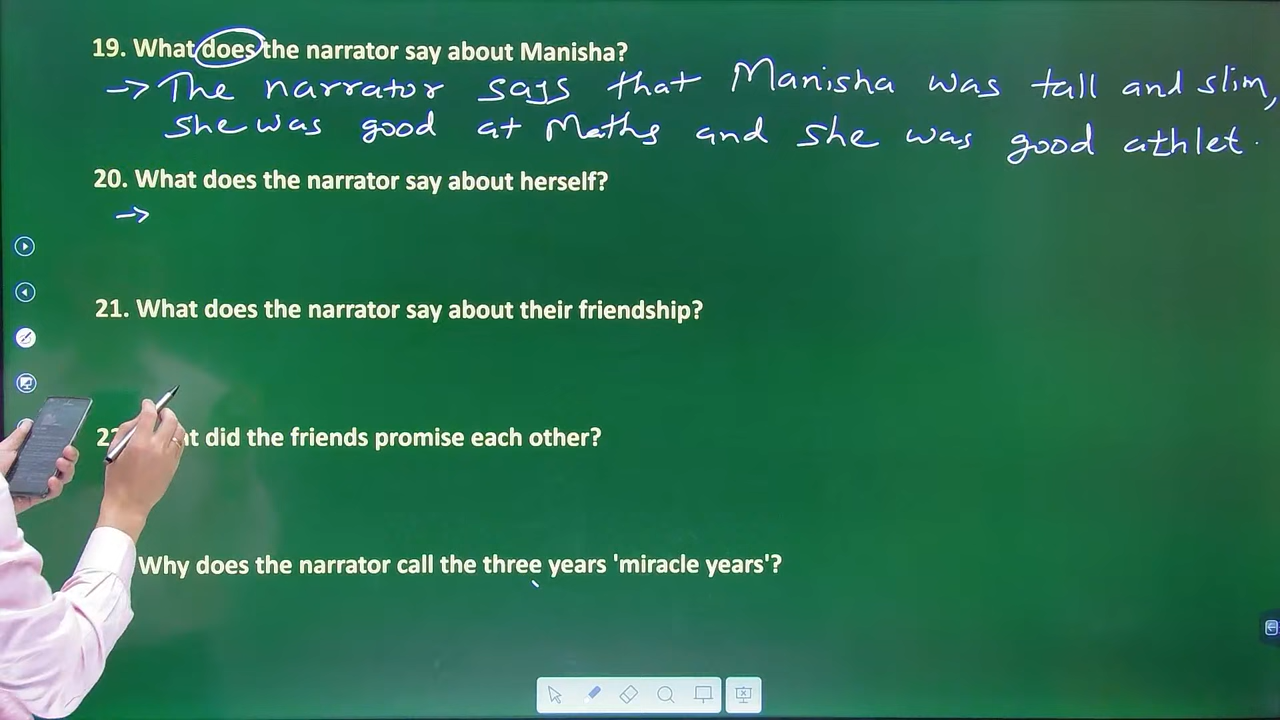 19. What does the narrator say about Manisha?
→ The narrator says that Manisha was tall and slim,
she was good at Maths and she was good athlet.
20. What does the narrator say about herself?
→
21. What does the narrator say about their friendship?
did the friends promise each other?
Why does the narrator call the three years 'miracle years'?